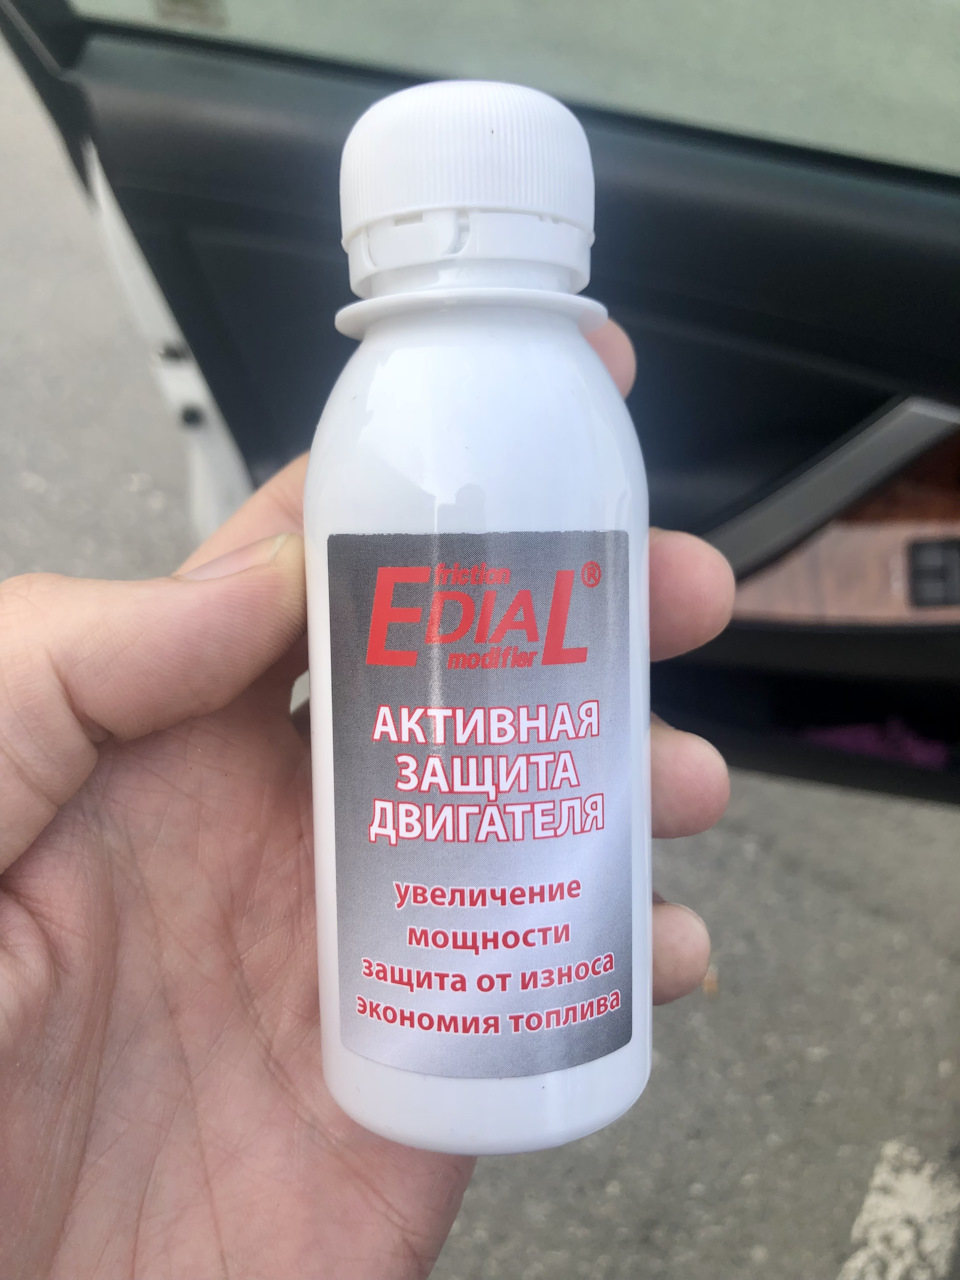 friction
EDIAL®
modifier
АКТИВНАЯ
ЗАЩИТА
ДВИГАТЕЛЯ
увеличение
мощности
защита от износа
экономия топлива